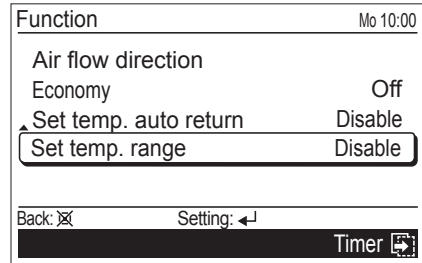 Function Mo 10:00
Air flow direction
Economy Off
Set temp. auto return Disable
Set temp. range Disable
Back: Setting:
Timer